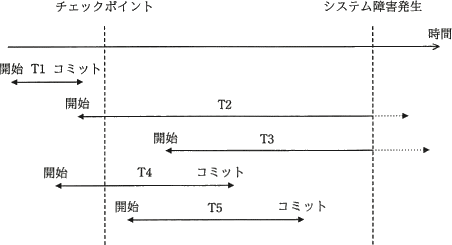 チェックポイント
システム障害発生
時間
開始 T1 コミット
開始 T2
開始 T3
開始 T4 コミット
開始 T5 コミット